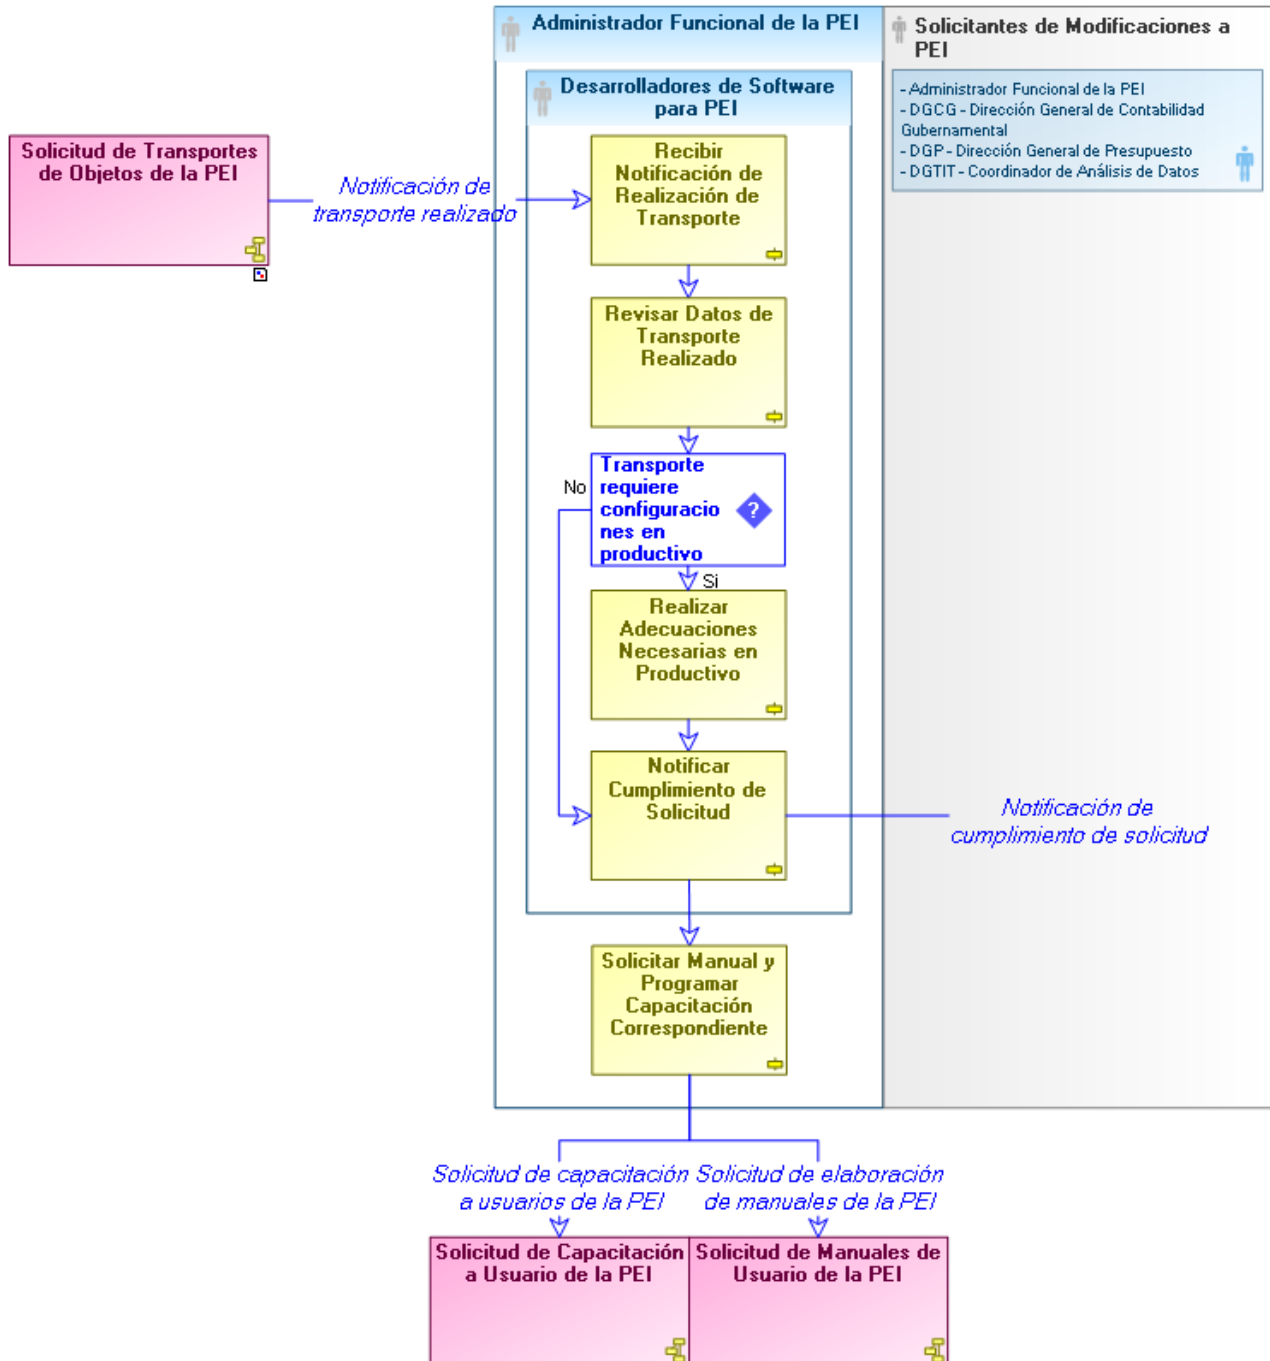 Administrador Funcional de la PEI
Solicitantes de Modificaciones a
PEI
- Administrador Funcional de la PEI
- DGCG - Dirección General de Contabilidad
Gubernamental
- DGP - Dirección General de Presupuesto
- DGTIT - Coordinador de Análisis de Datos
Desarrolladores de Software
para PEI
Solicitud de Transportes
de Objetos de la PEI
Notificación de
transporte realizado
Recibir
Notificación de
Realización de
Transporte
Revisar Datos de
Transporte
Realizado
Transporte
requiere
configuracio
nes en
productivo
?
No
Si
Realizar
Adecuaciones
Necesarias en
Productivo
Notificar
Cumplimiento de
Solicitud
Notificación de
cumplimiento de solicitud
Solicitar Manual y
Programar
Capacitación
Correspondiente
Solicitud de capacitación
a usuarios de la PEI
Solicitud de elaboración
de manuales de la PEI
Solicitud de Capacitación
a Usuario de la PEI
Solicitud de Manuales de
Usuario de la PEI